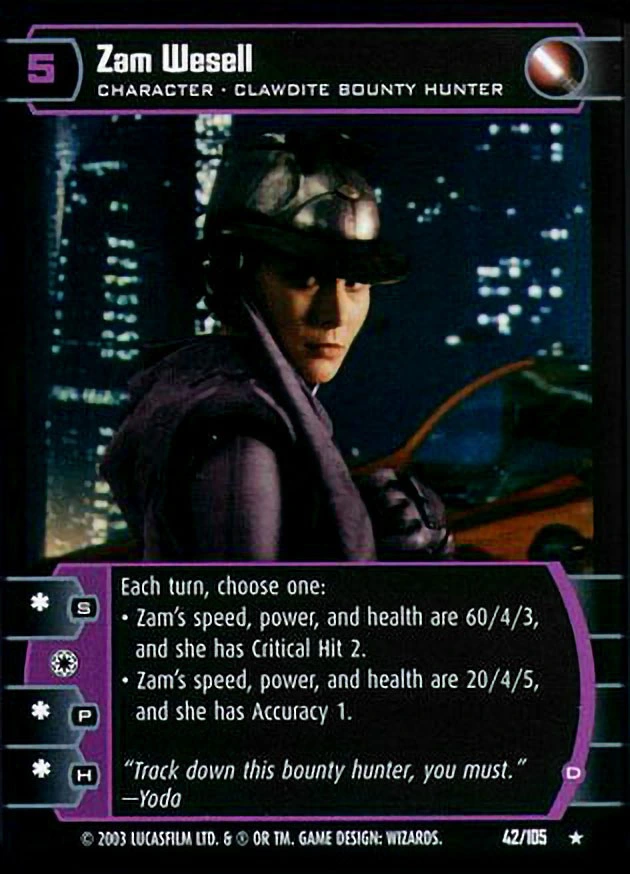 5
Zam Wesell
CHARACTER · CLAWDITE BOUNTY HUNTER
Each turn, choose one:
• Zam's speed, power, and health are 60/4/3,
and she has Critical Hit 2.
• Zam's speed, power, and health are 20/4/5,
and she has Accuracy 1.
* S
* P
* H
"Track down this bounty hunter, you must."
—Yoda
D
© 2003 LUCASFILM LTD. & ® OR TM. GAME DESIGN: WIZARDS.
42/105 ★